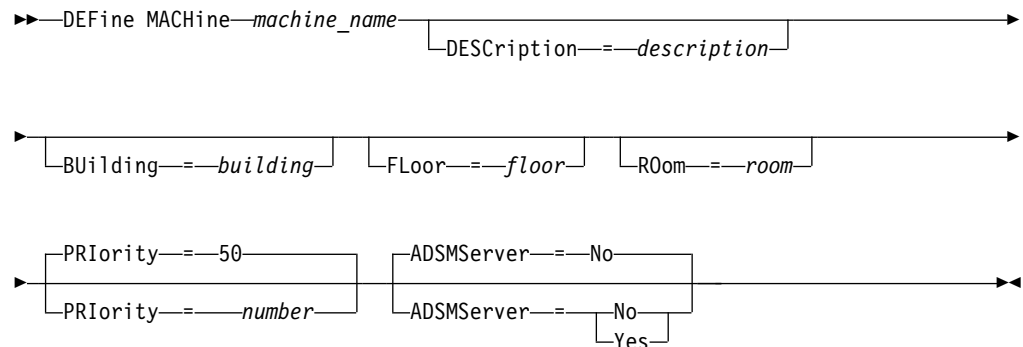 DEFine MACHine machine_name
DESCription = description
BUilding = building FLoor = floor ROom = room
PRIority = 50 ADSMServer = No
PRIority = number ADSMServer = No
Yes